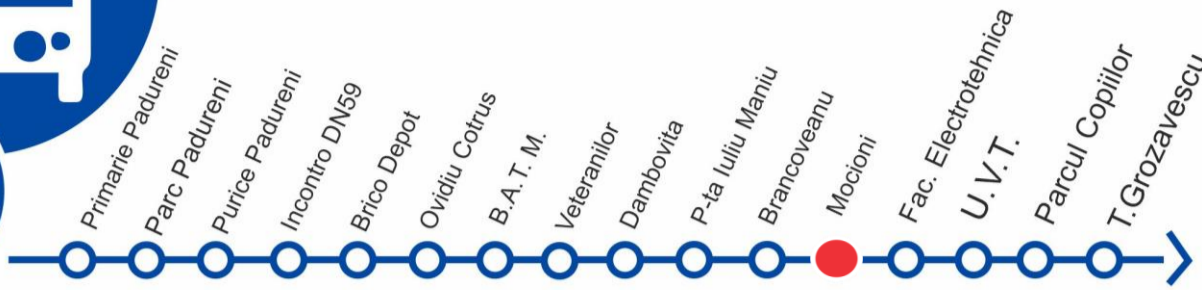 Primarie Padureni
Parc Padureni
Purice Padureni
Incontro DN59
Brico Depot
Ovidiu Cotrus
B.A.T. M.
Veteranilor
Dambovita
P-ta Iuliu Maniu
Brancoveanu
Mocioni
Fac. Electrotehnica
U.V.T.
Parcul Copiilor
T.Grozavescu